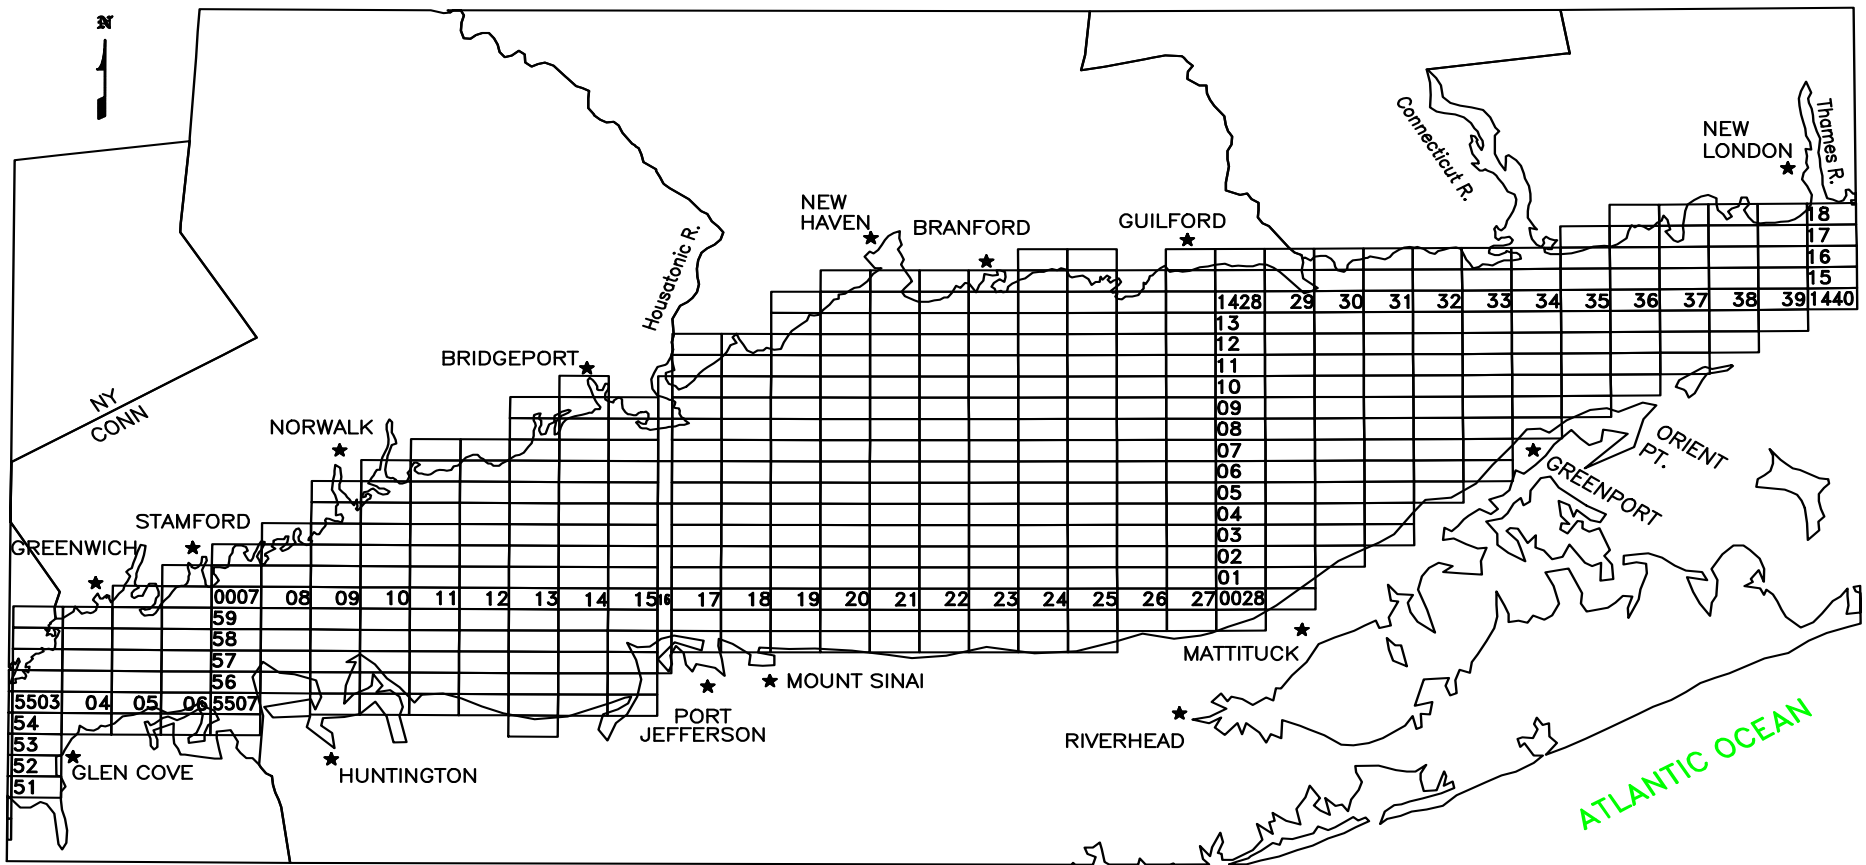 N
Thames R.
Connecticut R.
NEW
LONDON
NEW
HAVEN
BRANFORD
GUILFORD
18
17
16
15
Housatonic R.
1428 29 30 31 32 33 34 35 36 37 38 39 1440
13
12
11
10
09
08
07
06
05
04
03
02
01
BRIDGEPORT
NY
CONN
NORWALK
ORIENT
PT.
GREENPORT
STAMFORD
GREENWICH
0007 08 09 10 11 12 13 14 15 16 17 18 19 20 21 22 23 24 25 26 27 0028
59
58
57
56
5503 04 05 06 5507
54
53
52
51
MATTITUCK
MOUNT SINAI
PORT
JEFFERSON
RIVERHEAD
GLEN COVE
HUNTINGTON
ATLANTIC OCEAN